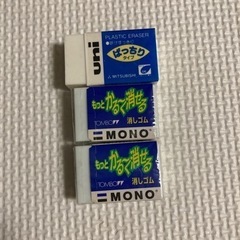 uni
PLASTIC ERASER
ばっちり
タイプ
MITSUBISHI
もっと
かる〜く消せる
TOMBOW
消しゴム
MONO
もっと
かる〜く消せる
TOMBOW
消しゴム
MONO